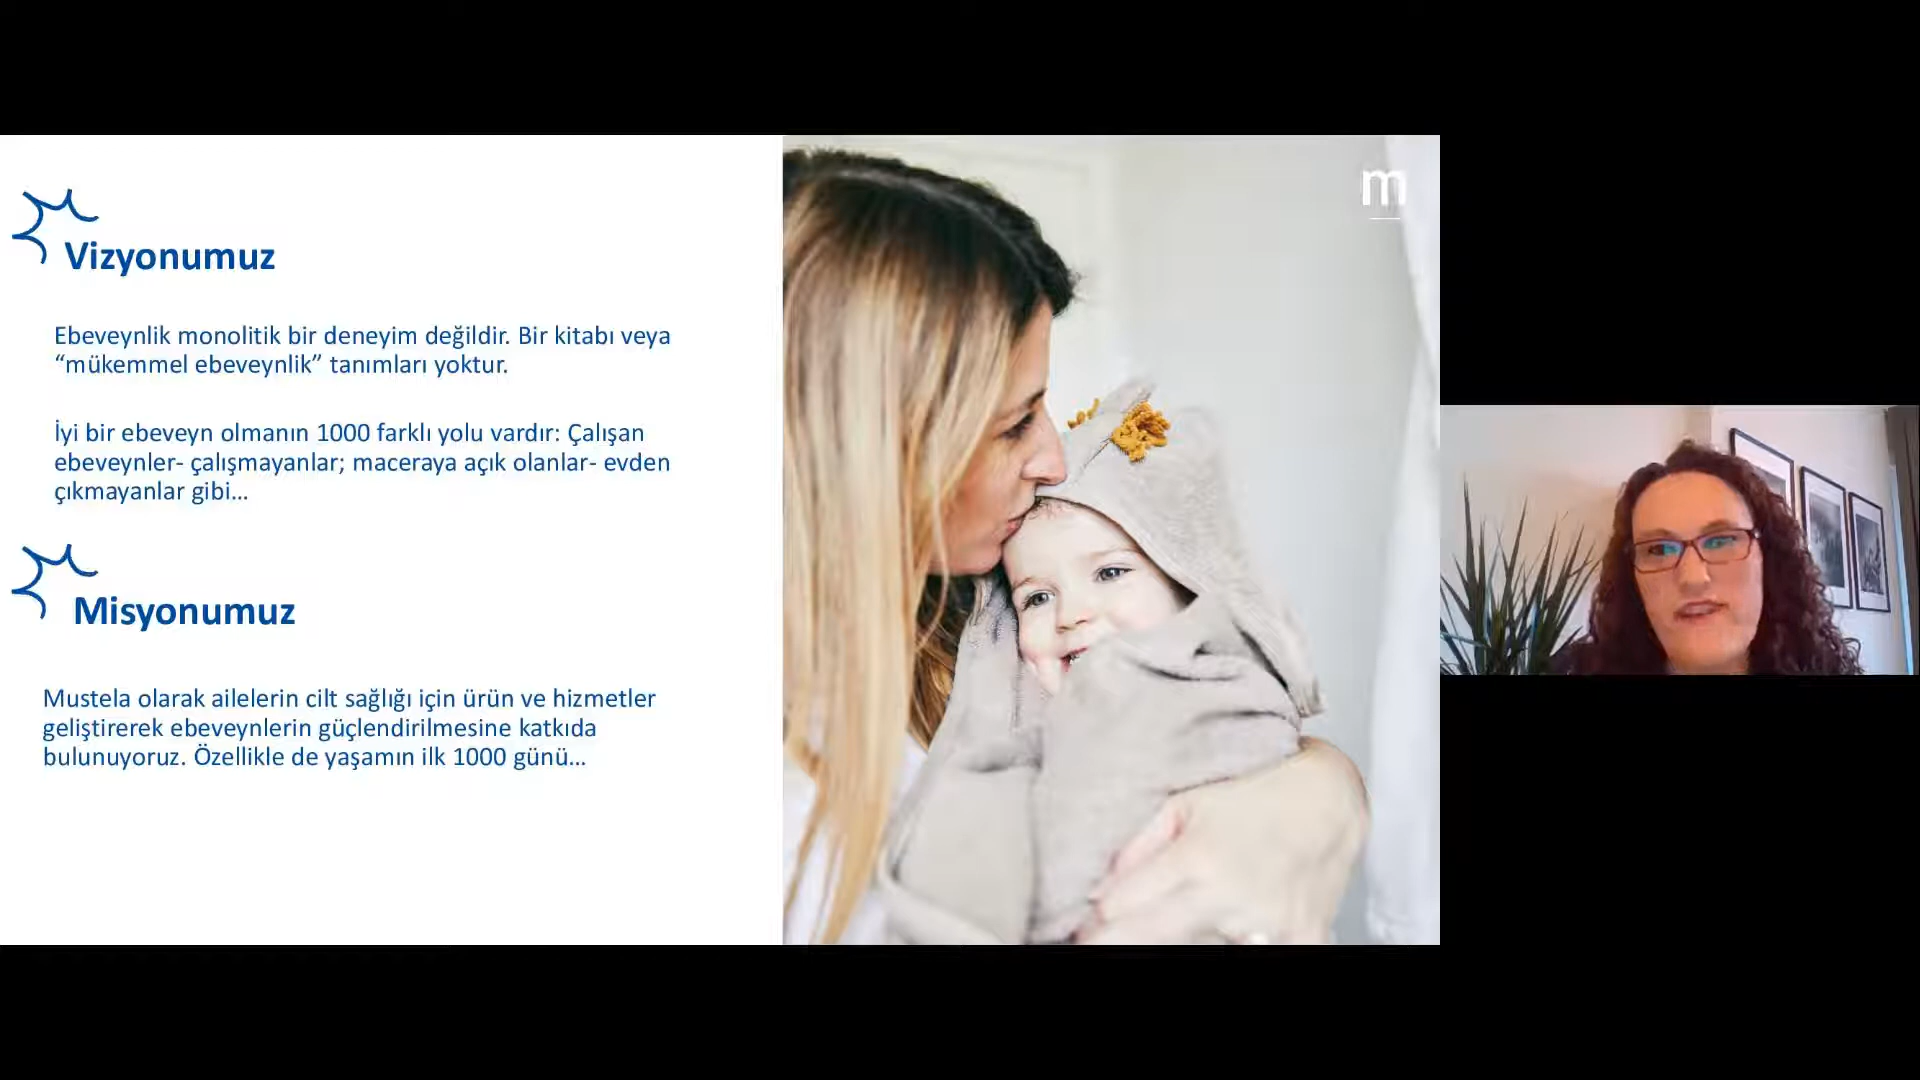 Vizyonumuz
Ebeveynlik monolitik bir deneyim değildir. Bir kitabı veya
“mükemmel ebeveynlik” tanımları yoktur.
İyi bir ebeveyn olmanın 1000 farklı yolu vardır: Çalışan
ebeveynler- çalışmayanlar; maceraya açık olanlar- evden
çıkmayanlar gibi…
Misyonumuz
Mustela olarak ailelerin cilt sağlığı için ürün ve hizmetler
geliştirerek ebeveynlerin güçlendirilmesine katkıda
bulunuyoruz. Özellikle de yaşamın ilk 1000 günü…
m